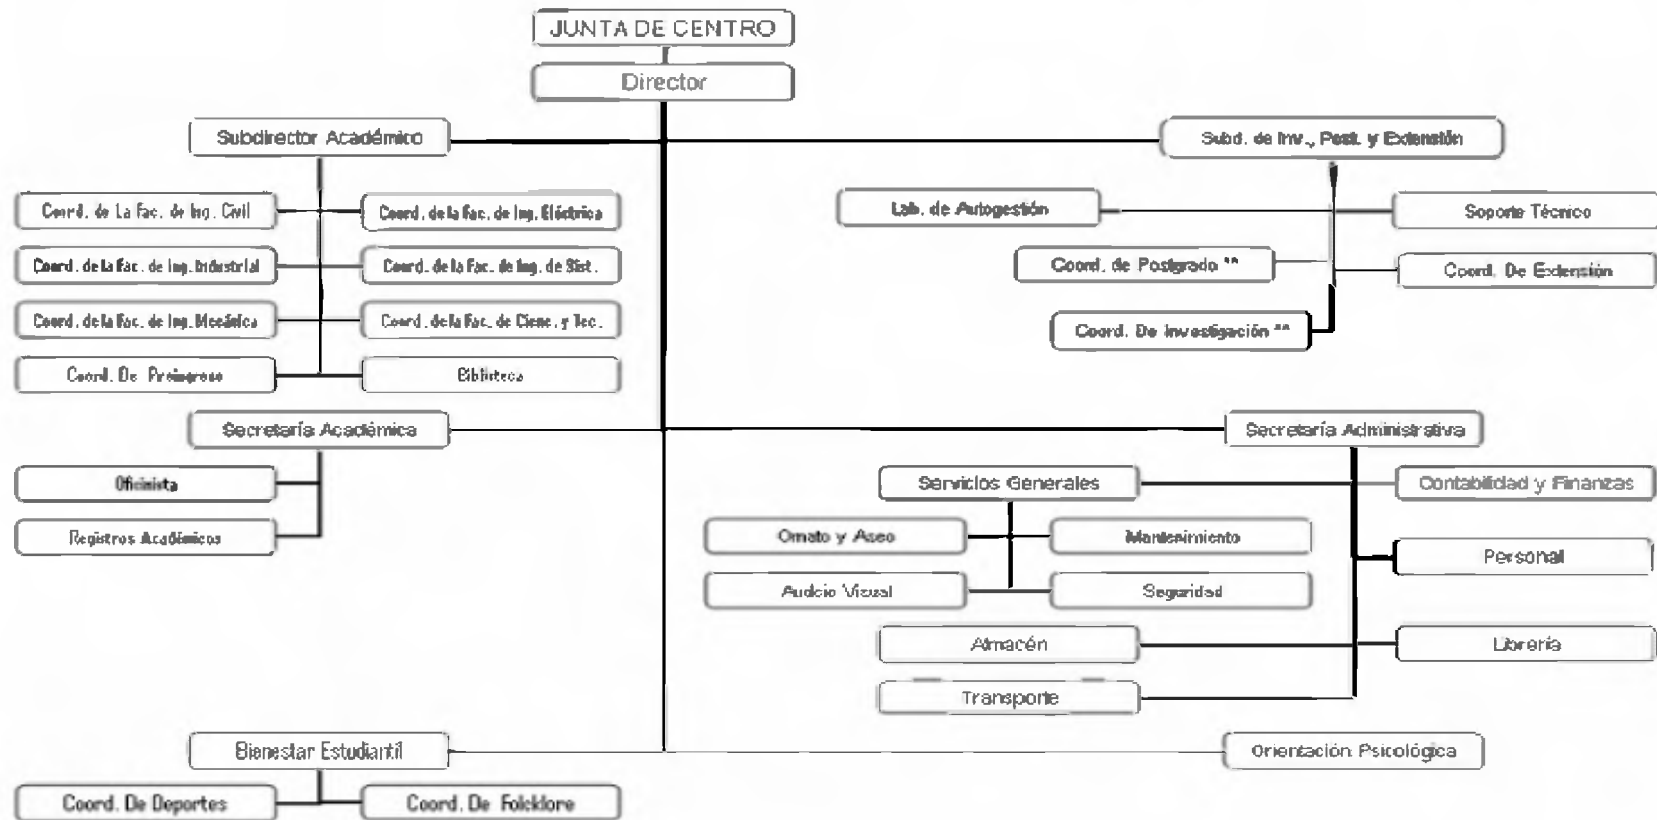 JUNTA DE CENTRO
Director
Subdirector Académico
Subd. de Inv., Post. y Extensión
Coord. de La Fac. de Ing. Civil
Coord. de la Fac. de Ing. Eléctrica
Lab. de Autogestión
Soporte Técnico
Coord. de la Fac. de Ing. Industrial
Coord. de la Fac. de Ing. de Sist.
Coord. de Postgrado **
Coord. De Extensión
Coord. de la Fac. de Ing. Mecánica
Coord. de la Fac. de Cienc. y Tec.
Coord. De Investigación **
Coord. De Preingreso
Biblioteca
Secretaría Académica
Secretaría Administrativa
Oficinista
Servicios Generales
Contabilidad y Finanzas
Registros Académicos
Ornato y Aseo
Mantenimiento
Personal
Audcio Visual
Seguridad
Almacén
Librería
Transporte
Bienestar Estudiantil
Orientación Psicológica
Coord. De Deportes
Coord. De Folcklore